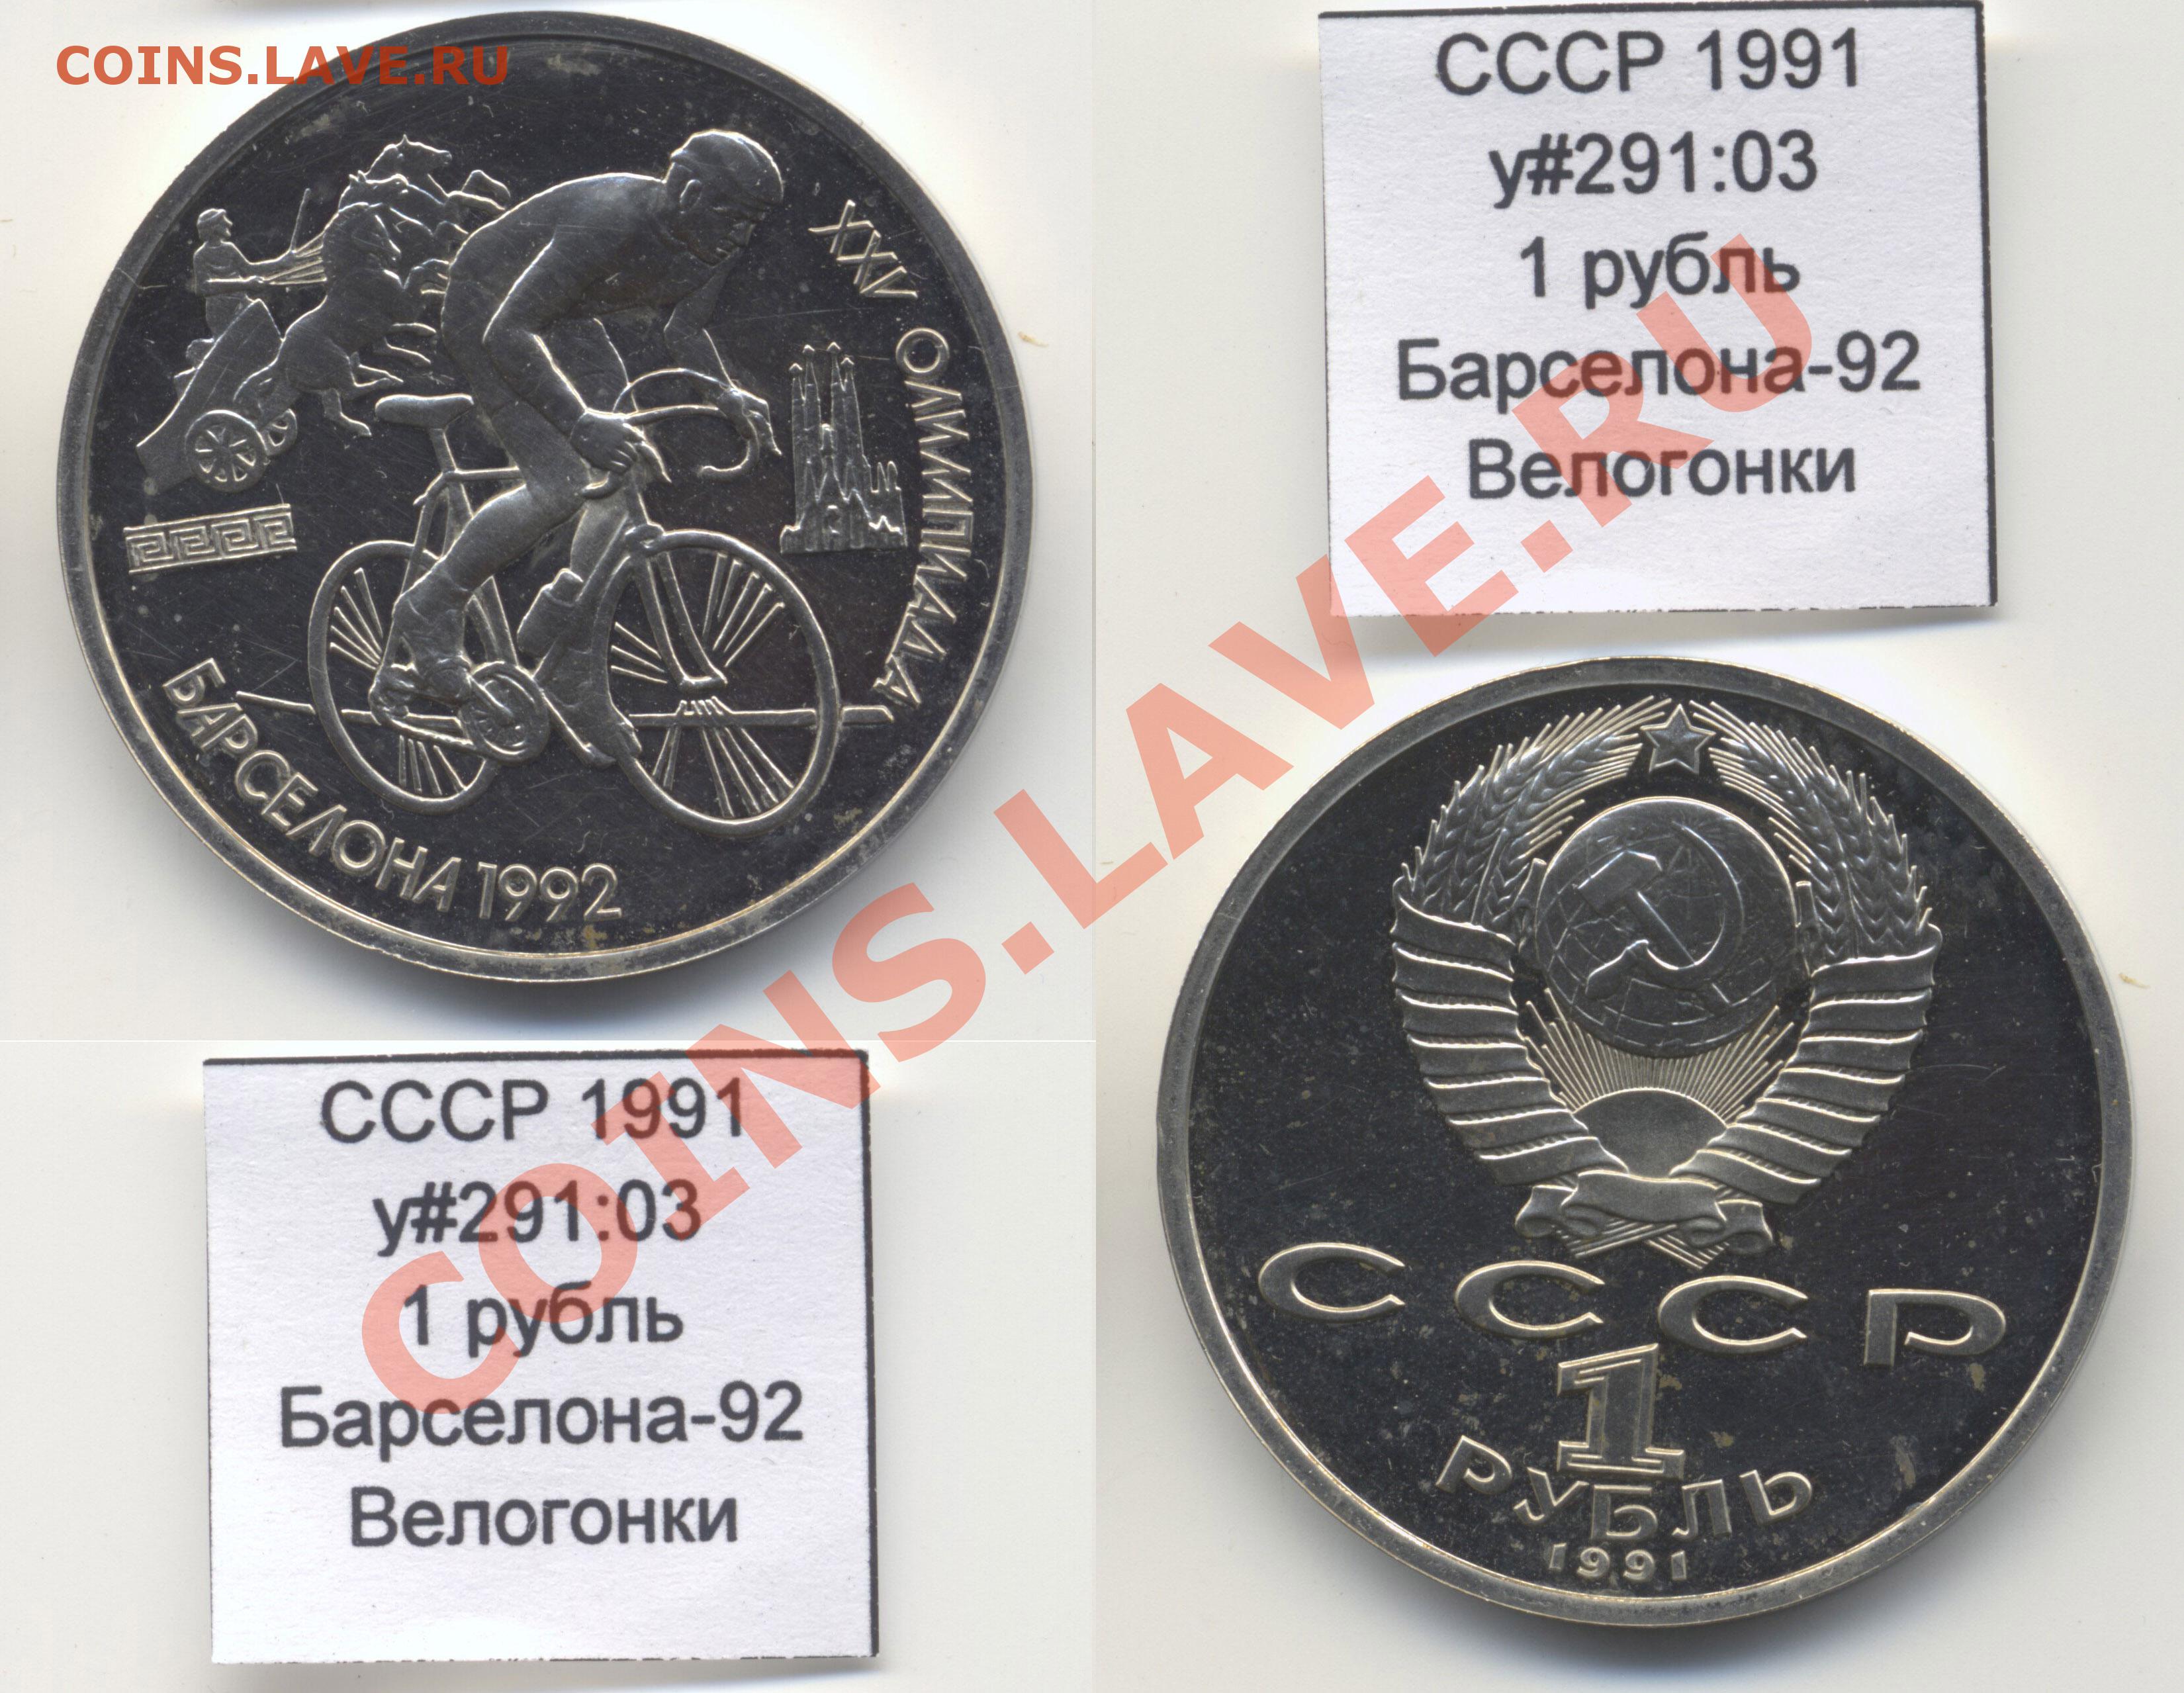 COINS.LAVE.RU
XXV ОЛИМПИАДА
БАРСЕЛОНА 1992
СССР 1991
у#291:03
1 рубль
Барселона-92
Велогонки
СССР 1991
у#291:03
1 рубль
Барселона-92
Велогонки
СССР
1
РУБЛЬ
1991
COINS.LAVE.RU